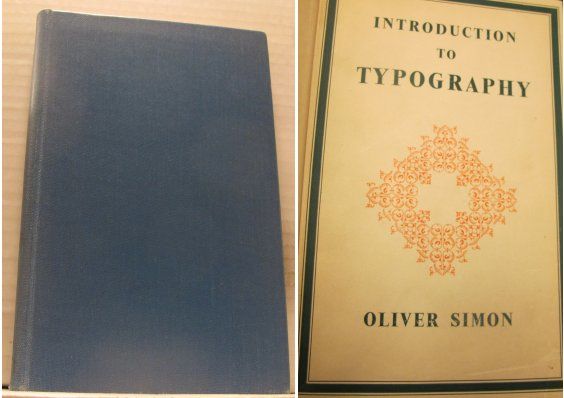 INTRODUCTION
TO
TYPOGRAPHY
OLIVER SIMON